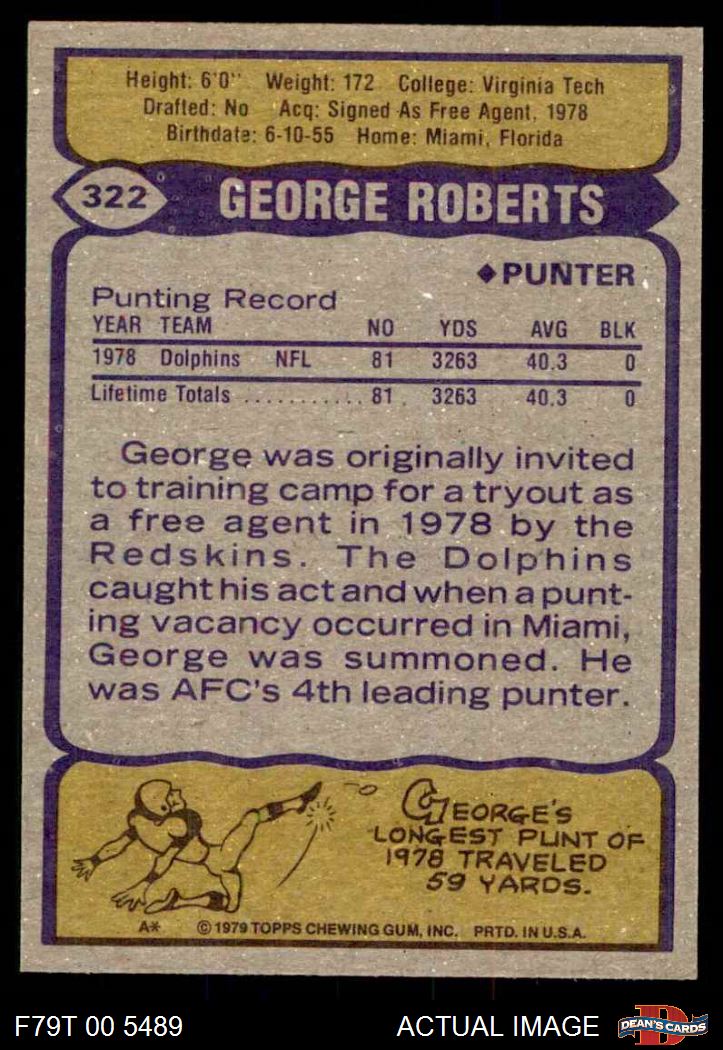 Height: 6'0" Weight: 172 College: Virginia Tech
Drafted: No Acq: Signed As Free Agent, 1978
Birthdate: 6-10-55 Home: Miami, Florida
322 GEORGE ROBERTS
◆PUNTER
Punting Record
YEAR TEAM NO YDS AVG BLK
1978 Dolphins NFL 81 3263 40.3 0
Lifetime Totals ........... 81 3263 40.3 0
George was originally invited
to training camp for a tryout as
a free agent in 1978 by the
Redskins. The Dolphins
caught his act and when a punt-
ing vacancy occurred in Miami,
George was summoned. He
was AFC's 4th leading punter.
GEORGE'S
LONGEST PUNT OF
1978 TRAVELED
59 YARDS.
A* © 1979 TOPPS CHEWING GUM, INC. PRTD. IN U.S.A.
F79T 00 5489 ACTUAL IMAGE D DEAN'S CARDS